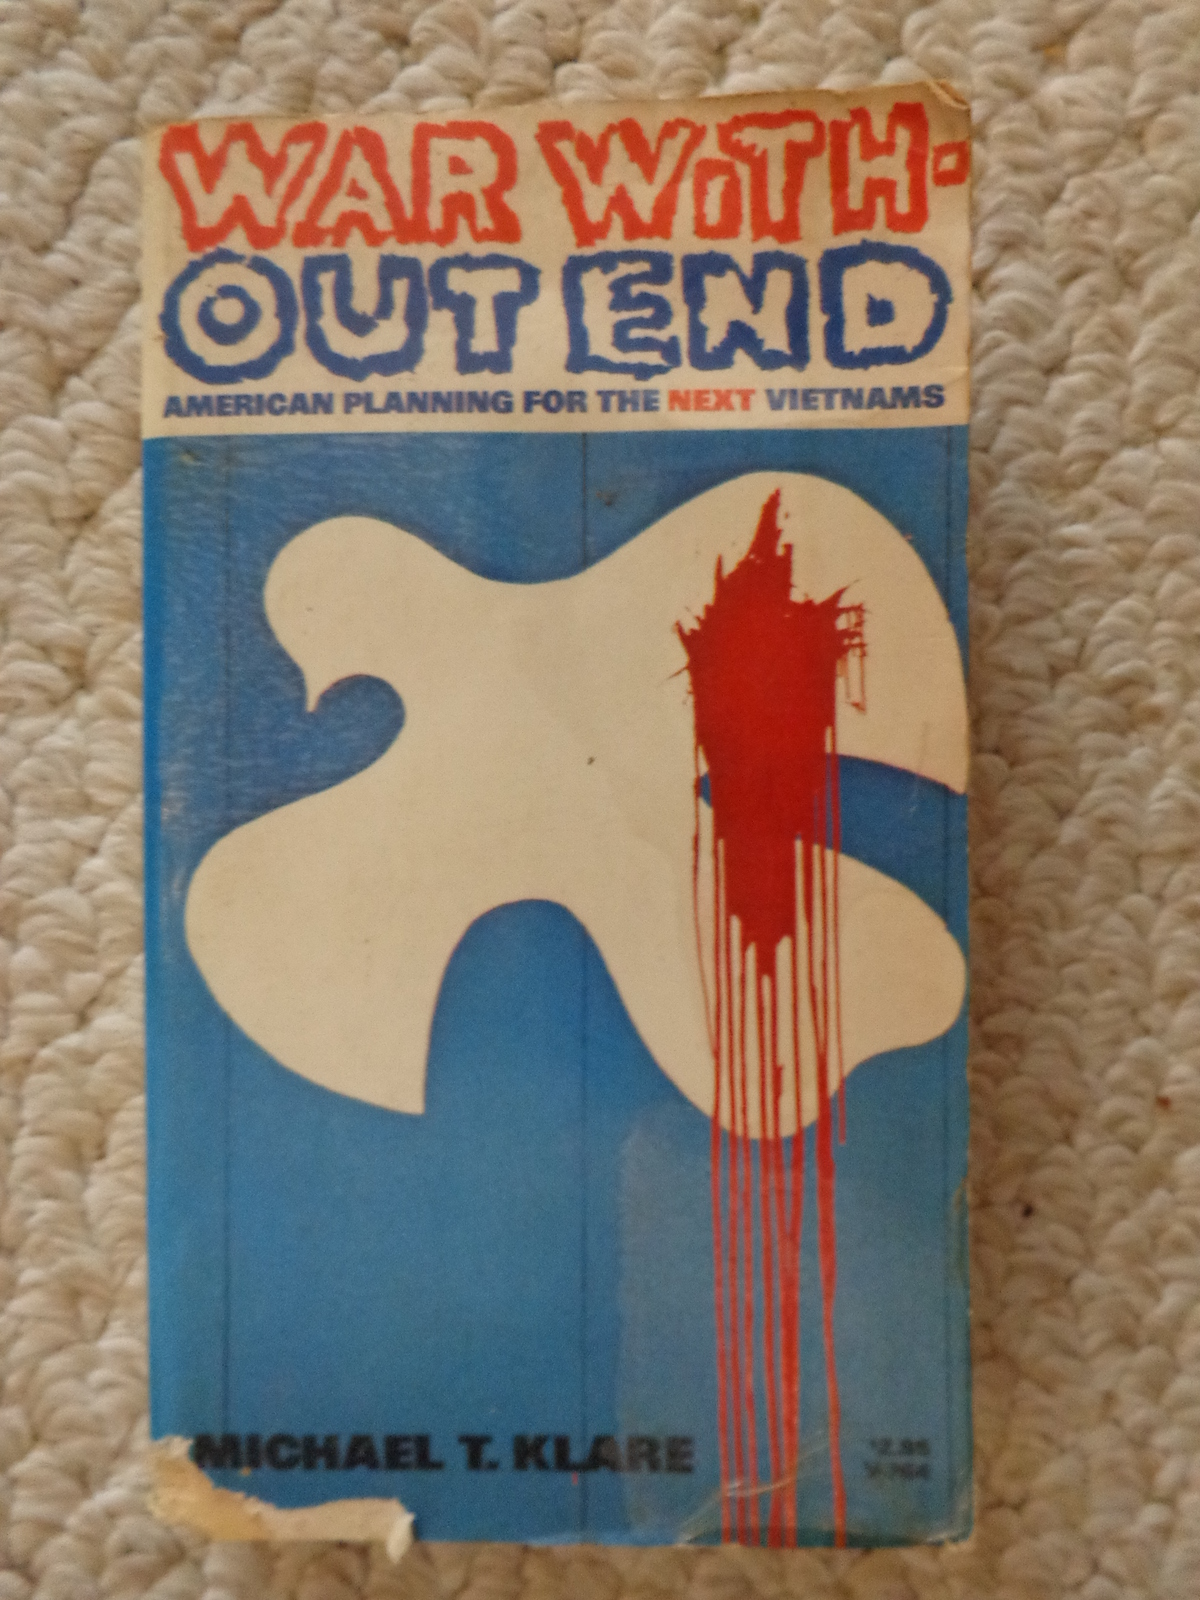 WAR WITH-
OUT END
AMERICAN PLANNING FOR THE NEXT VIETNAMS
MICHAEL T. KLARE